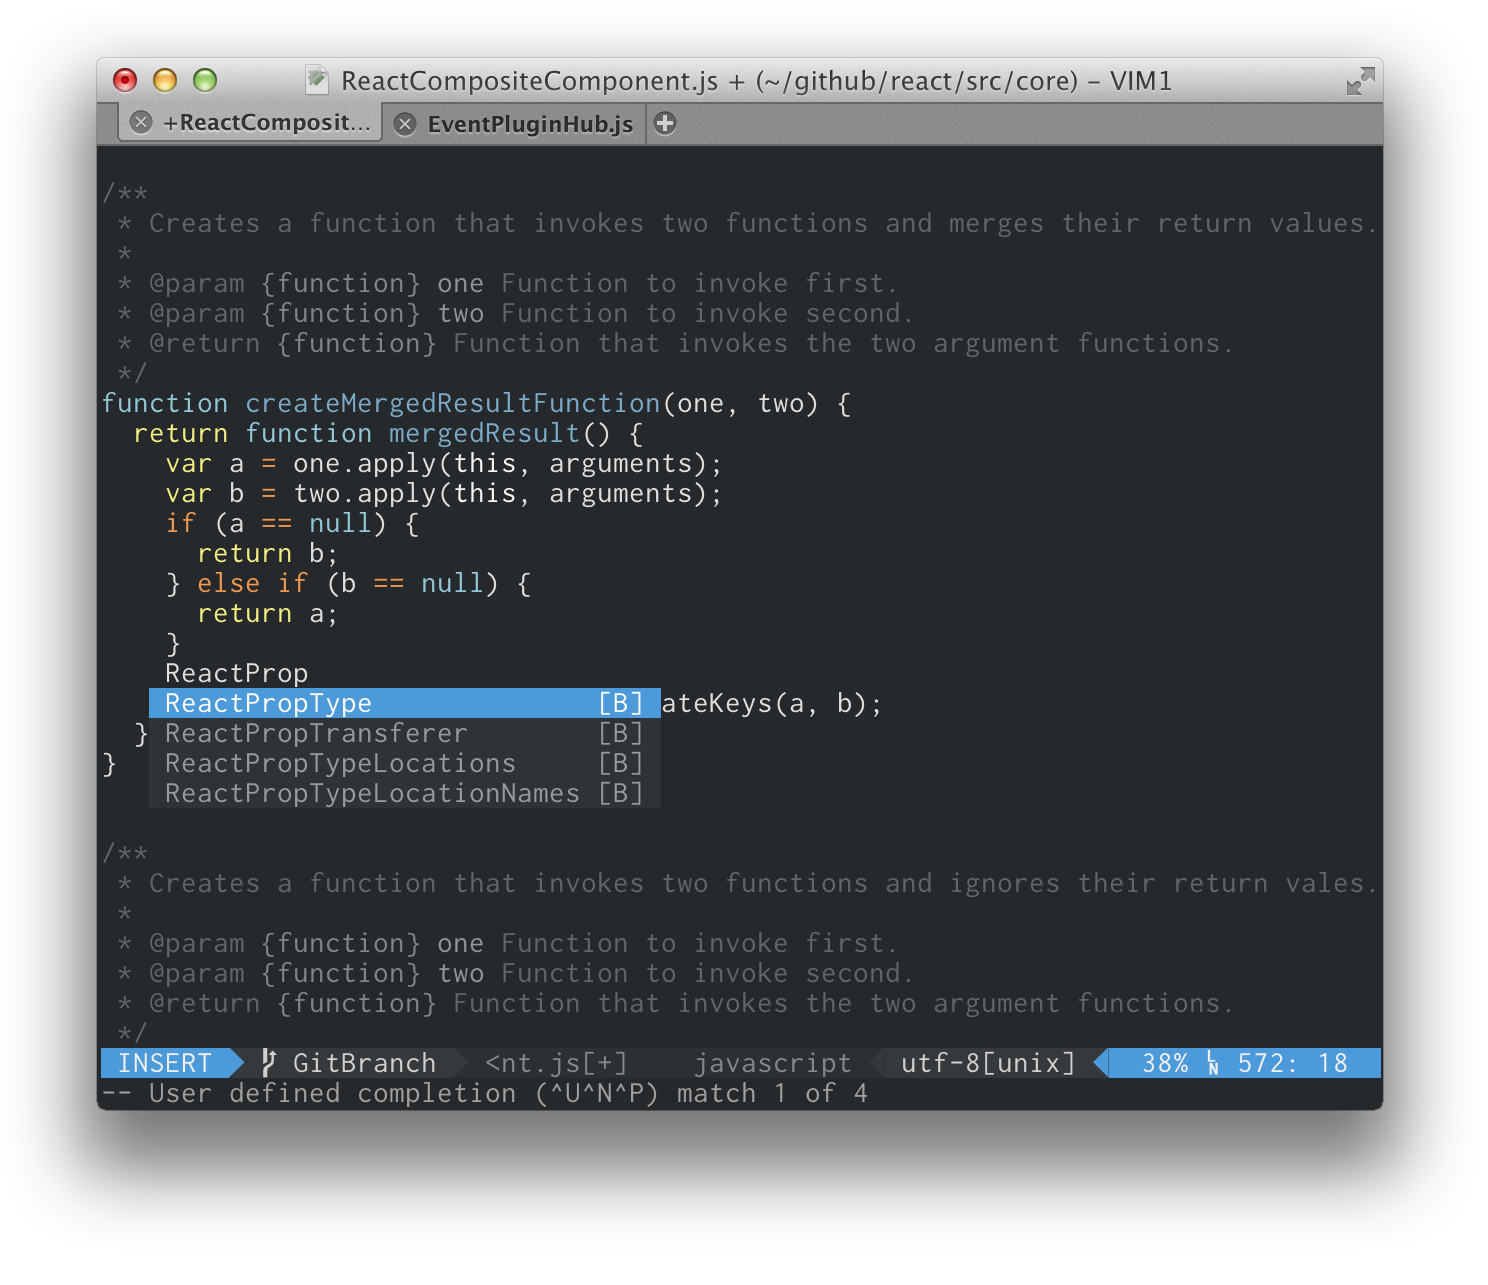 ReactCompositeComponent.js + (~/github/react/src/core) – VIM1
+ReactComposit... EventPluginHub.js
/**
 * Creates a function that invokes two functions and merges their return values.
 *
 * @param {function} one Function to invoke first.
 * @param {function} two Function to invoke second.
 * @return {function} Function that invokes the two argument functions.
 */
function createMergedResultFunction(one, two) {
  return function mergedResult() {
    var a = one.apply(this, arguments);
    var b = two.apply(this, arguments);
    if (a == null) {
      return b;
    } else if (b == null) {
      return a;
    }
    ReactProp
    ReactPropType              [B] ateKeys(a, b);
  } ReactPropTransferer        [B]
}   ReactPropTypeLocations     [B]
    ReactPropTypeLocationNames [B]
/**
 * Creates a function that invokes two functions and ignores their return vales.
 *
 * @param {function} one Function to invoke first.
 * @param {function} two Function to invoke second.
 * @return {function} Function that invokes the two argument functions.
 */
INSERT GitBranch <nt.js[+] javascript utf-8[unix] 38% LN 572: 18
-- User defined completion (^U^N^P) match 1 of 4